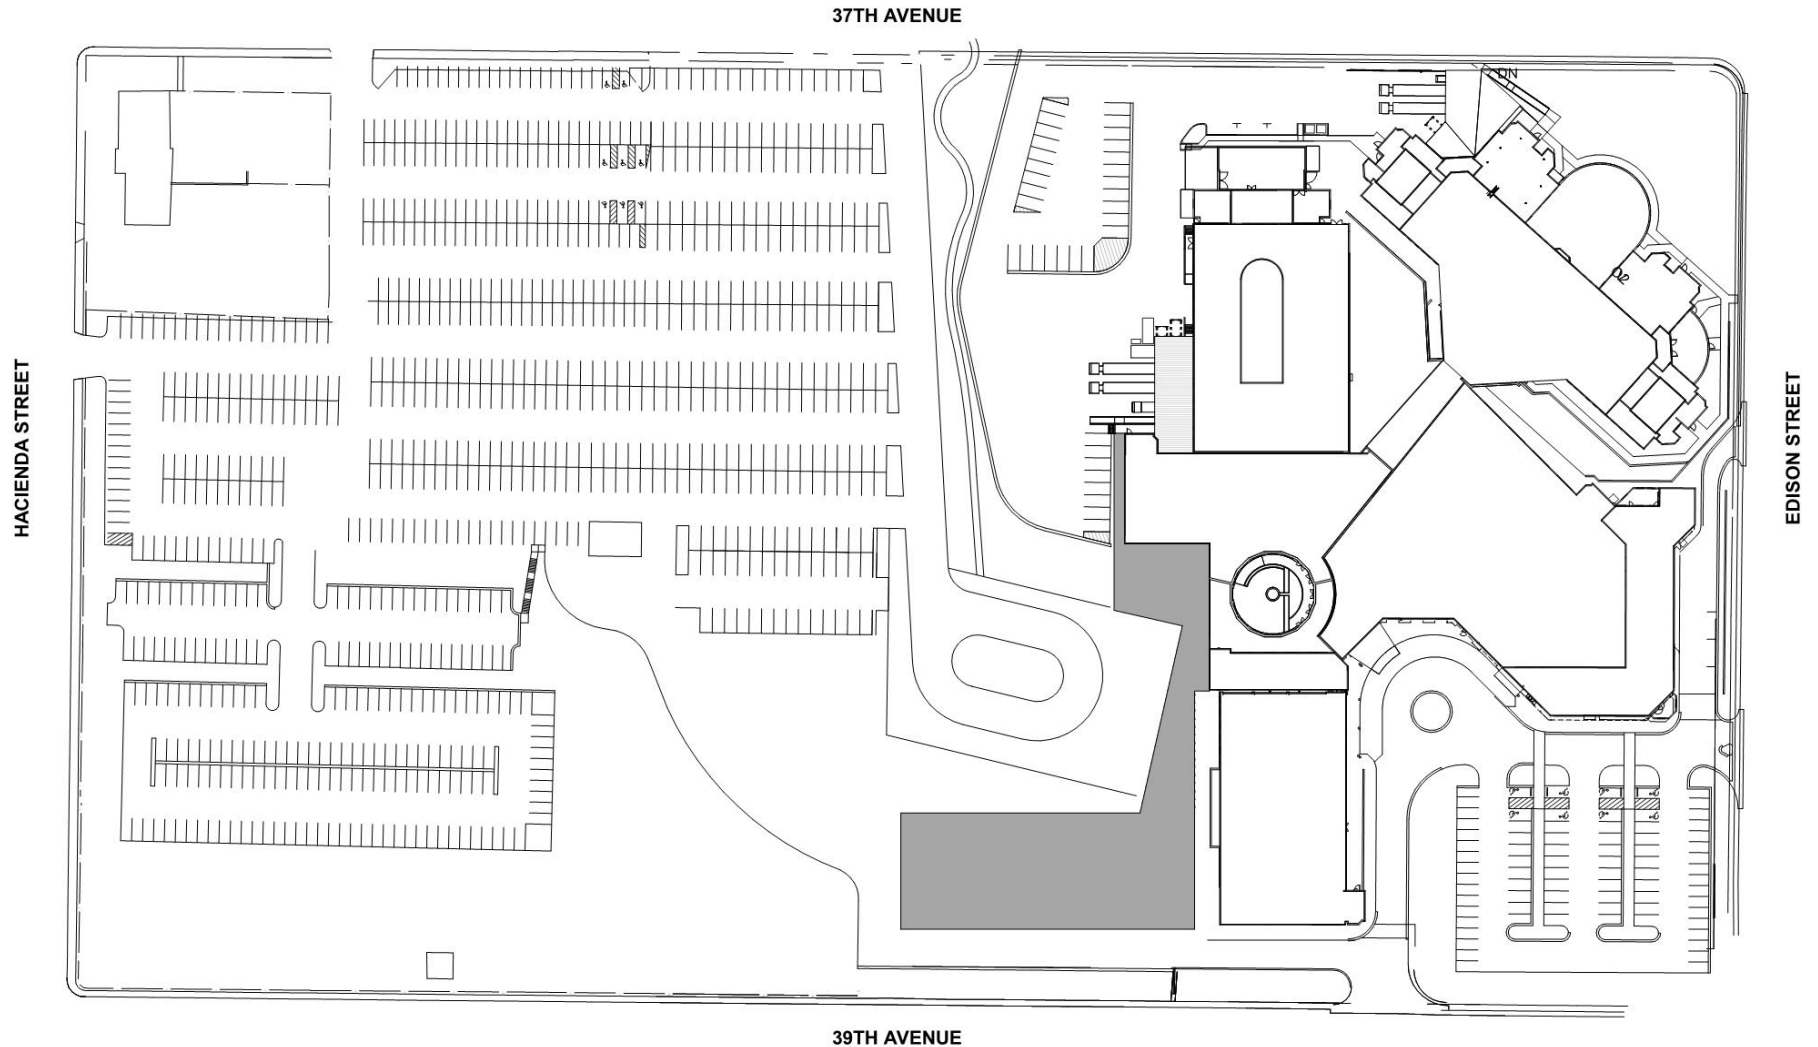 37TH AVENUE
DN
HACIENDA STREET
EDISON STREET
39TH AVENUE